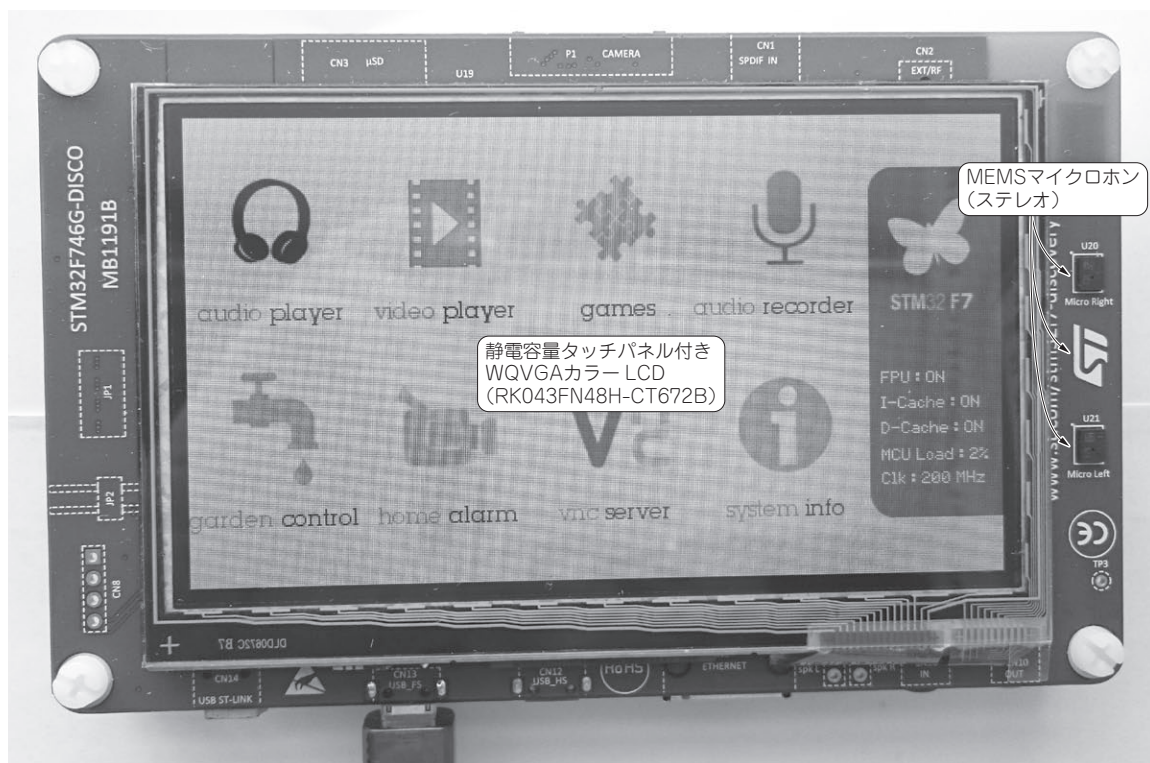 CN3 μSD
U19
P1 CAMERA
CN1
SPDIF IN
CN2
EXT/RF
STM32F746G-DISCO
MB1191B
MEMSマイクロホン
(ステレオ)
U20
Micro Right
audio player
video player
games
audio recorder
STM32 F7
静電容量タッチパネル付き
WQVGAカラー LCD
(RK043FN48H-CT672B)
FPU : ON
I-Cache : ON
D-Cache : ON
MCU Load : 2%
Clk : 200 MHz
JP1
U21
Micro Left
JP2
garden control
home alarm
vnc server
system info
CN8
TP3
DLD0672C B7
CN14
USB ST-LINK
CN13
USB_FS
CN12
USB_HS
RoHS
ETHERNET
spk L
spk R
IN
CN10
OUT